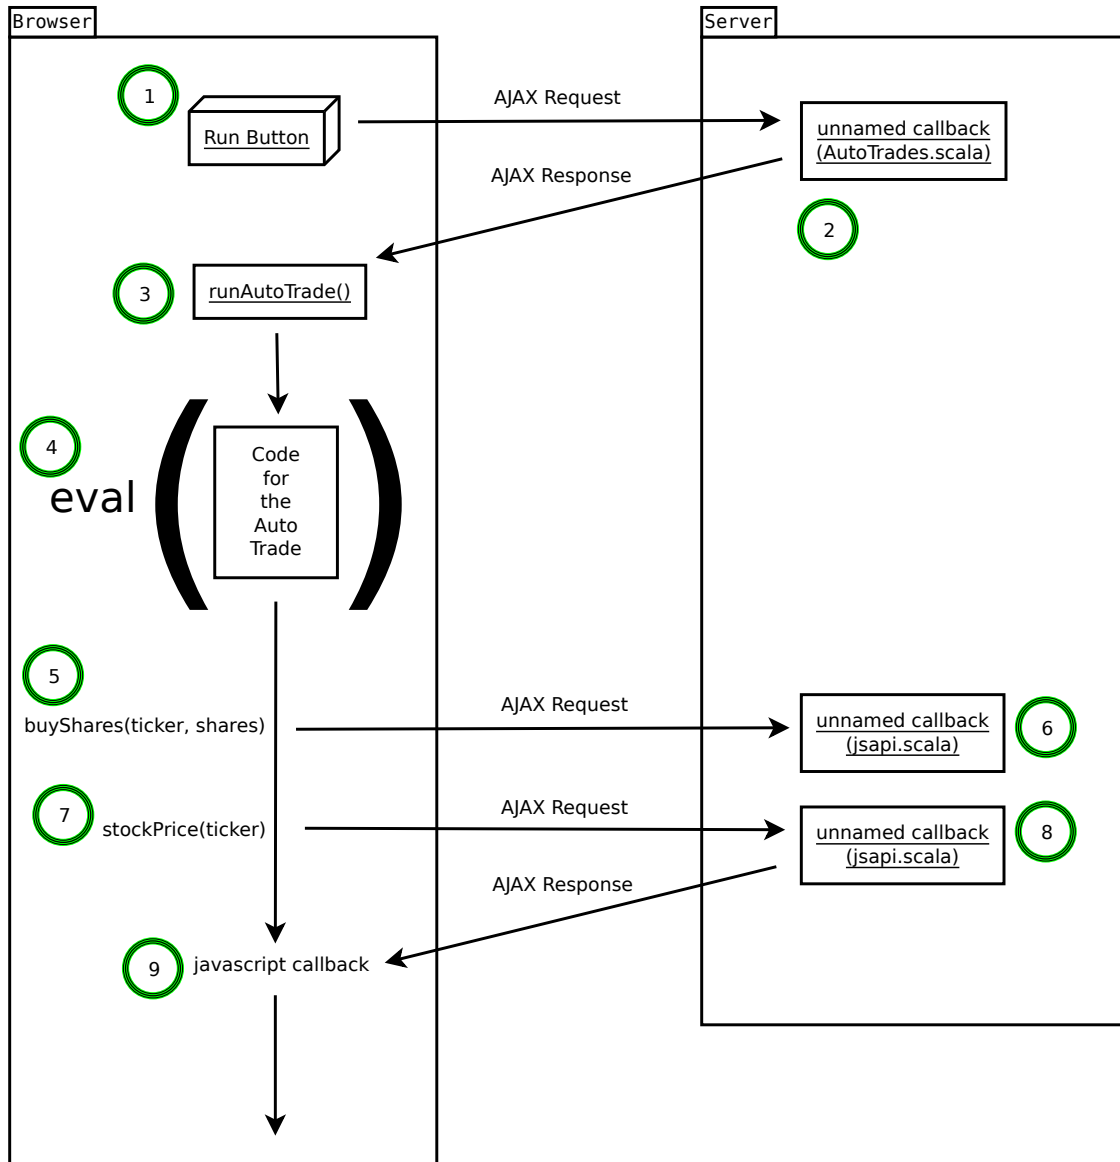 Browser
Server
1
AJAX Request
Run Button
unnamed callback
(AutoTrades.scala)
AJAX Response
2
3
runAutoTrade()
4
eval
Code
for
the
Auto
Trade
5
AJAX Request
buyShares(ticker, shares)
unnamed callback
(jsapi.scala)
6
7
AJAX Request
stockPrice(ticker)
unnamed callback
(jsapi.scala)
8
AJAX Response
9
javascript callback